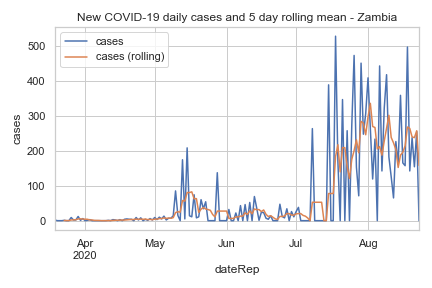 New COVID-19 daily cases and 5 day rolling mean - Zambia
cases
cases (rolling)
500
400
300
200
100
0
cases
Apr
2020
May
Jun
Jul
Aug
dateRep